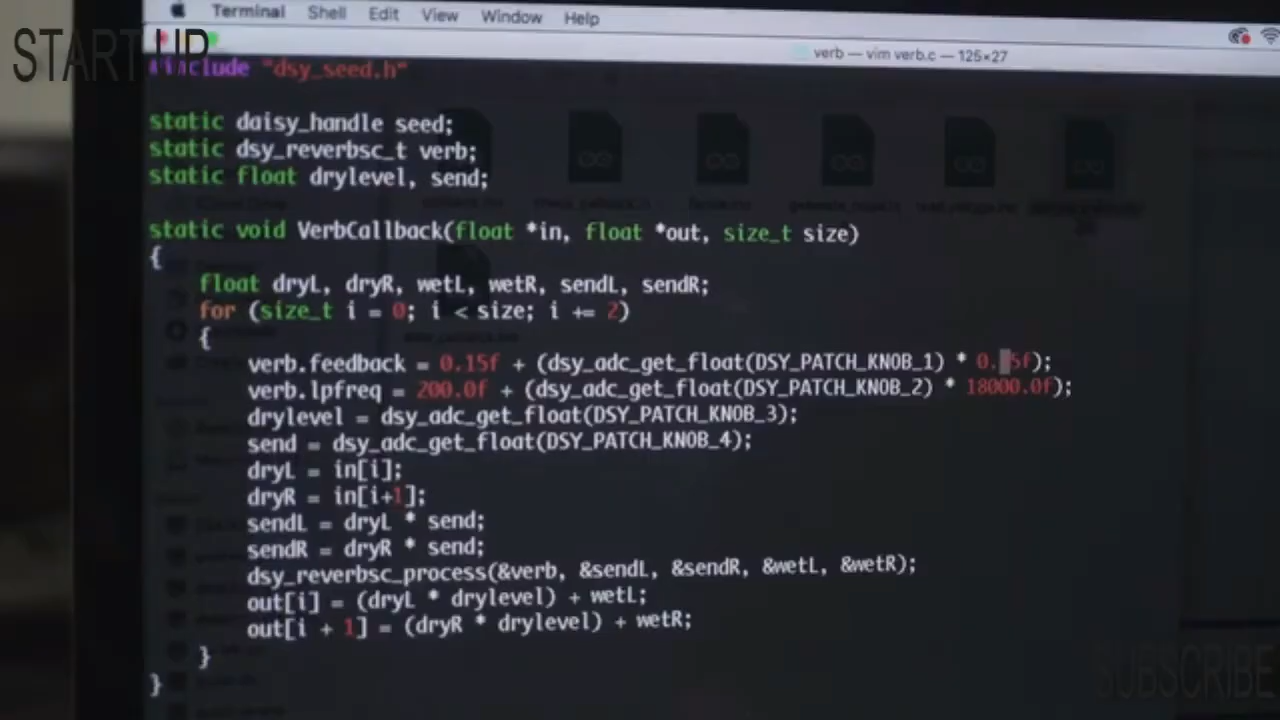 Terminal Shell Edit View Window Help
START UP
verb — vim verb.c — 125×27
#include "dsy_seed.h"
static daisy_handle seed;
static dsy_reverbsc_t verb;
static float drylevel, send;
static void VerbCallback(float *in, float *out, size_t size)
{
float dryL, dryR, wetL, wetR, sendL, sendR;
for (size_t i = 0; i < size; i += 2)
{
verb.feedback = 0.15f + (dsy_adc_get_float(DSY_PATCH_KNOB_1) *
verb.lpfreq = 200.0f + (dsy_adc_get_float(DSY_PATCH_KNOB_2) * 18000.0f);
drylevel = dsy_adc_get_float(DSY_PATCH_KNOB_3);
send = dsy_adc_get_float(DSY_PATCH_KNOB_4);
dryL = in[i];
dryR = in[i+1];
sendL = dryL * send;
sendR = dryR * send;
dsy_reverbsc_process(&verb, &sendL, &sendR, &wetL, &wetR);
out[i] = (dryL * drylevel) + wetL;
out[i + 1] = (dryR * drylevel) + wetR;
}
}
SUBSCRIBE